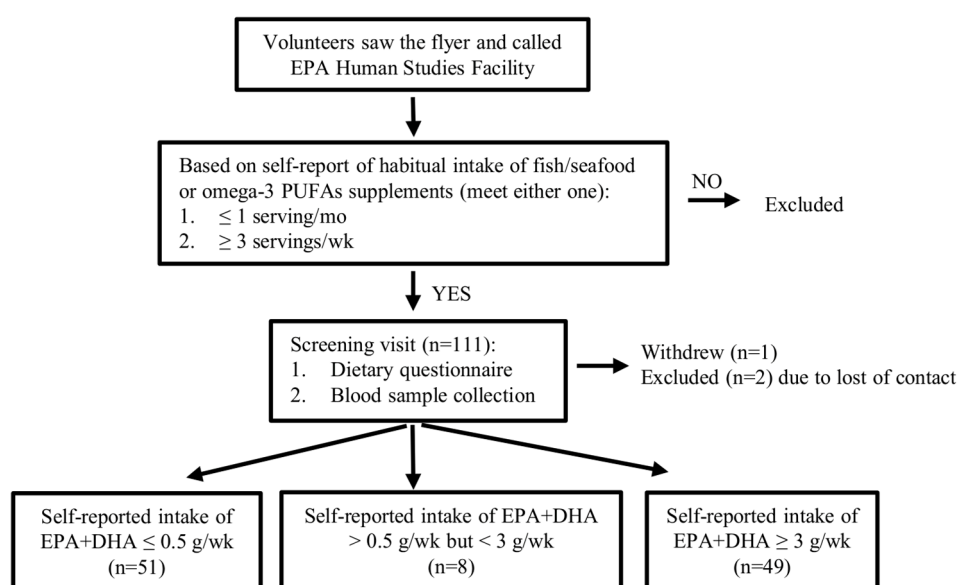 Volunteers saw the flyer and called
EPA Human Studies Facility
Based on self-report of habitual intake of fish/seafood
or omega-3 PUFAs supplements (meet either one):
1. ≤ 1 serving/mo
2. ≥ 3 servings/wk
NO
Excluded
YES
Screening visit (n=111):
1. Dietary questionnaire
2. Blood sample collection
Withdrew (n=1)
Excluded (n=2) due to lost of contact
Self-reported intake of
EPA+DHA ≤ 0.5 g/wk
(n=51)
Self-reported intake of EPA+DHA
> 0.5 g/wk but < 3 g/wk
(n=8)
Self-reported intake of
EPA+DHA ≥ 3 g/wk
(n=49)